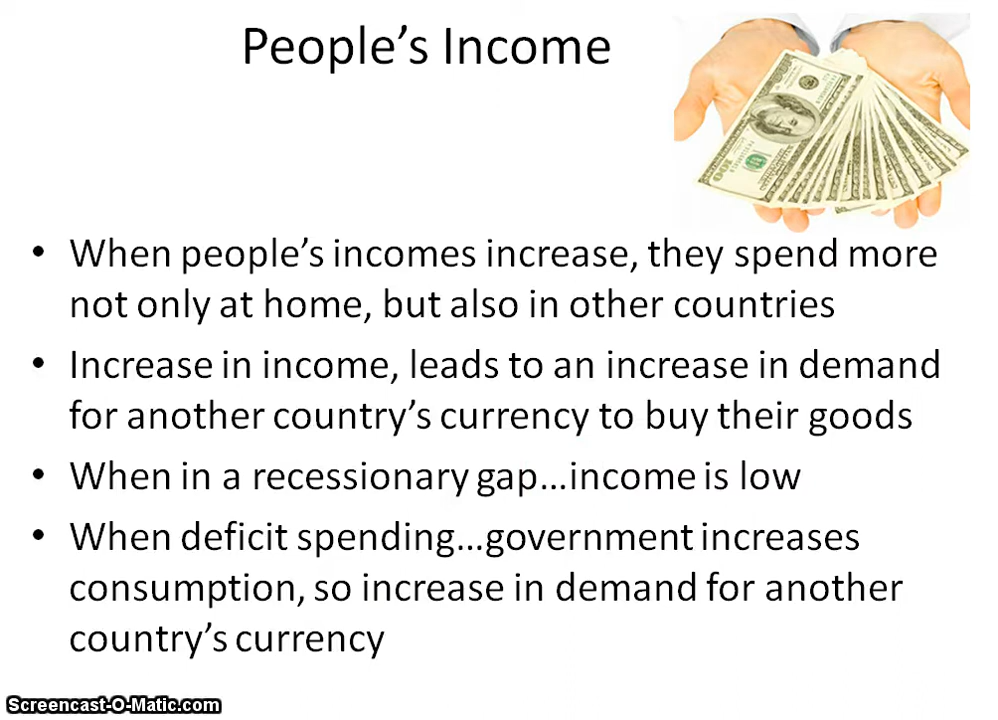 People’s Income
• When people’s incomes increase, they spend more
not only at home, but also in other countries
• Increase in income, leads to an increase in demand
for another country’s currency to buy their goods
• When in a recessionary gap…income is low
• When deficit spending…government increases
consumption, so increase in demand for another
country’s currency
Screencast-O-Matic.com
100